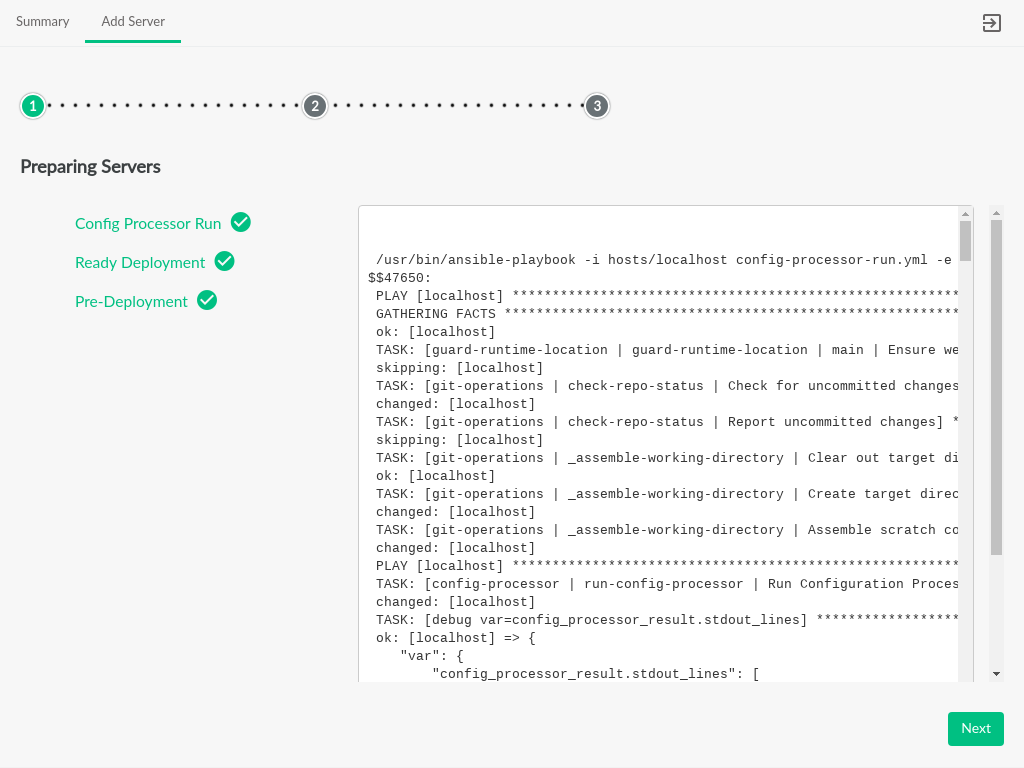 Summary
Add Server
1
2
3
Preparing Servers
Config Processor Run
Ready Deployment
Pre-Deployment
/usr/bin/ansible-playbook -i hosts/localhost config-processor-run.yml -e
$$47650:
PLAY [localhost] ********************************************************
GATHERING FACTS *********************************************************
ok: [localhost]
TASK: [guard-runtime-location | guard-runtime-location | main | Ensure we
skipping: [localhost]
TASK: [git-operations | check-repo-status | Check for uncommitted changes
changed: [localhost]
TASK: [git-operations | check-repo-status | Report uncommitted changes] *
skipping: [localhost]
TASK: [git-operations | _assemble-working-directory | Clear out target di
ok: [localhost]
TASK: [git-operations | _assemble-working-directory | Create target direc
changed: [localhost]
TASK: [git-operations | _assemble-working-directory | Assemble scratch co
changed: [localhost]
PLAY [localhost] ********************************************************
TASK: [config-processor | run-config-processor | Run Configuration Proces
changed: [localhost]
TASK: [debug var=config_processor_result.stdout_lines] ******************
ok: [localhost] => {
"var": {
"config_processor_result.stdout_lines": [
Next